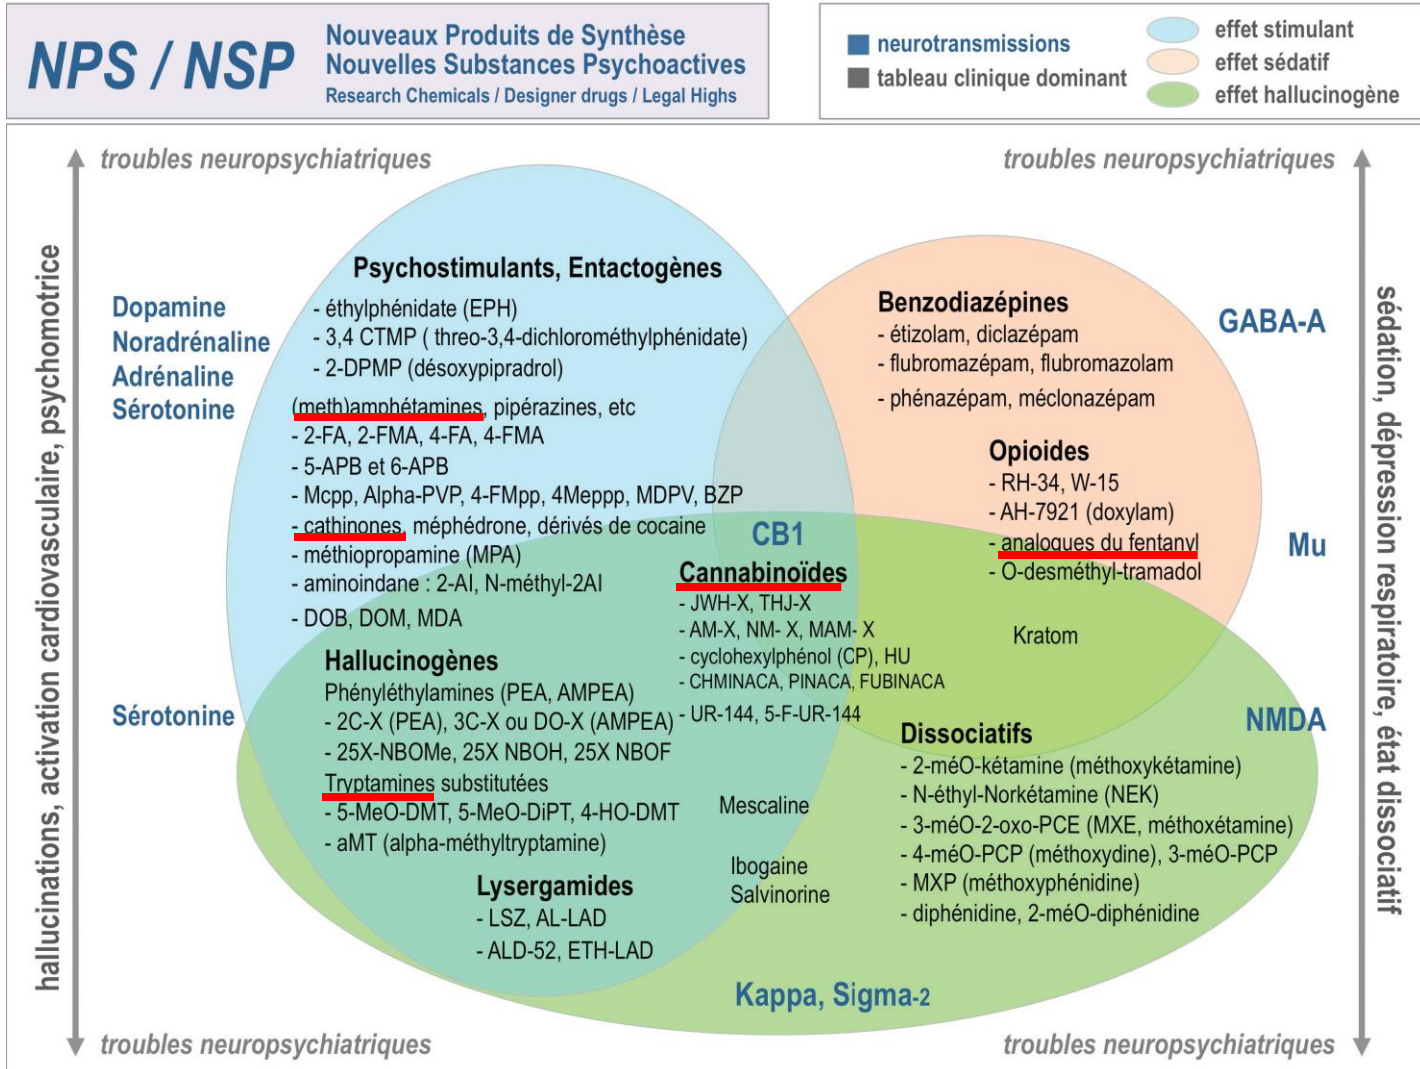 NPS / NSP
Nouveaux Produits de Synthèse
Nouvelles Substances Psychoactives
Research Chemicals / Designer drugs / Legal Highs
neurotransmissions
tableau clinique dominant
effet stimulant
effet sédatif
effet hallucinogène
troubles neuropsychiatriques
troubles neuropsychiatriques
hallucinations, activation cardiovasculaire, psychomotrice
Dopamine
Noradrénaline
Adrénaline
Sérotonine
Sérotonine
Psychostimulants, Entactogènes
- éthylphénidate (EPH)
- 3,4 CTMP ( threo-3,4-dichlorométhylphénidate)
- 2-DPMP (désoxypipradrol)
(meth)amphétamines, pipérazines, etc
- 2-FA, 2-FMA, 4-FA, 4-FMA
- 5-APB et 6-APB
- Mcpp, Alpha-PVP, 4-FMpp, 4Meppp, MDPV, BZP
- cathinones, méphédrone, dérivés de cocaine
- méthiopropamine (MPA)
- aminoindane : 2-AI, N-méthyl-2AI
- DOB, DOM, MDA
Hallucinogènes
Phényléthylamines (PEA, AMPEA)
- 2C-X (PEA), 3C-X ou DO-X (AMPEA)
- 25X-NBOMe, 25X NBOH, 25X NBOF
Tryptamines substitutées
- 5-MeO-DMT, 5-MeO-DiPT, 4-HO-DMT
- aMT (alpha-méthyltryptamine)
Lysergamides
- LSZ, AL-LAD
- ALD-52, ETH-LAD
CB1
Cannabinoïdes
- JWH-X, THJ-X
- AM-X, NM- X, MAM- X
- cyclohexylphénol (CP), HU
- CHMINACA, PINACA, FUBINACA
- UR-144, 5-F-UR-144
Mescaline
Ibogaine
Salvinorine
Kappa, Sigma-2
Benzodiazépines
- étizolam, diclazépam
- flubromazépam, flubromazolam
- phénazépam, méclonazépam
Opioides
- RH-34, W-15
- AH-7921 (doxylam)
- analogues du fentanyl
- O-desméthyl-tramadol
Kratom
Dissociatifs
- 2-méO-kétamine (méthoxykétamine)
- N-éthyl-Norkétamine (NEK)
- 3-méO-2-oxo-PCE (MXE, méthoxétamine)
- 4-méO-PCP (méthoxydine), 3-méO-PCP
- MXP (méthoxyphénidine)
- diphénidine, 2-méO-diphénidine
GABA-A
Mu
NMDA
sédation, dépression respiratoire, état dissociatif
troubles neuropsychiatriques
troubles neuropsychiatriques